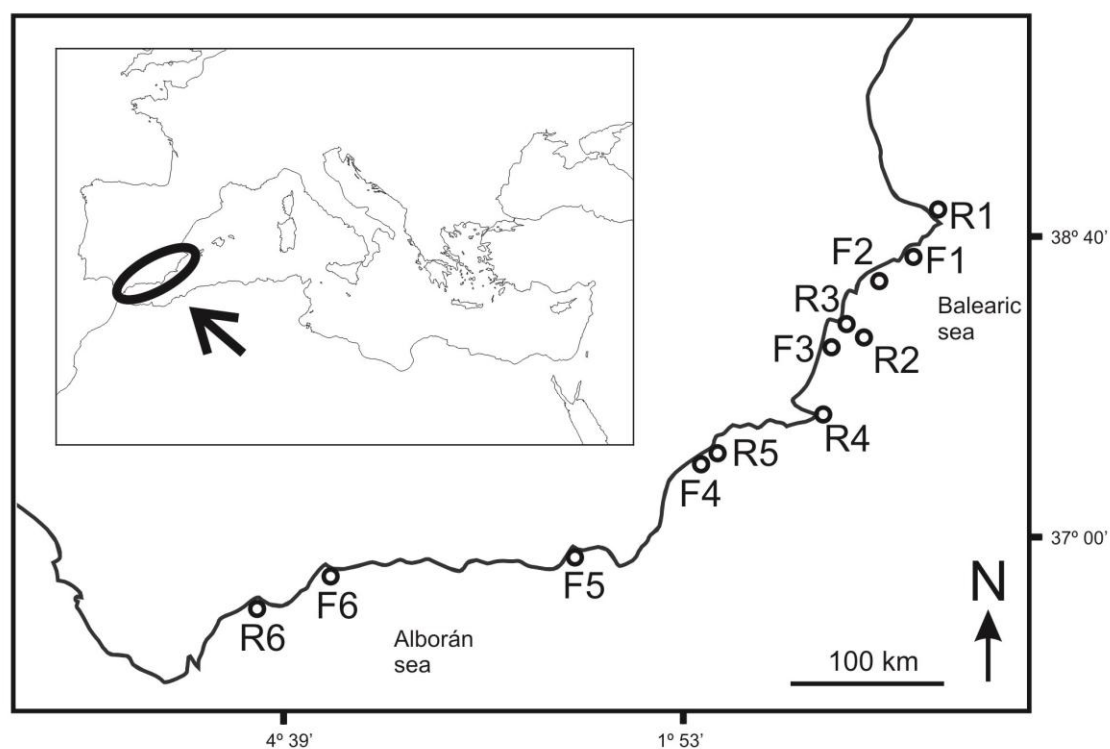 R1
38º 40'
F2
F1
R3
Balearic
sea
F3
R2
R4
R5
F4
37º 00'
F5
N
F6
R6
Alborán
sea
100 km
4º 39'
1º 53'